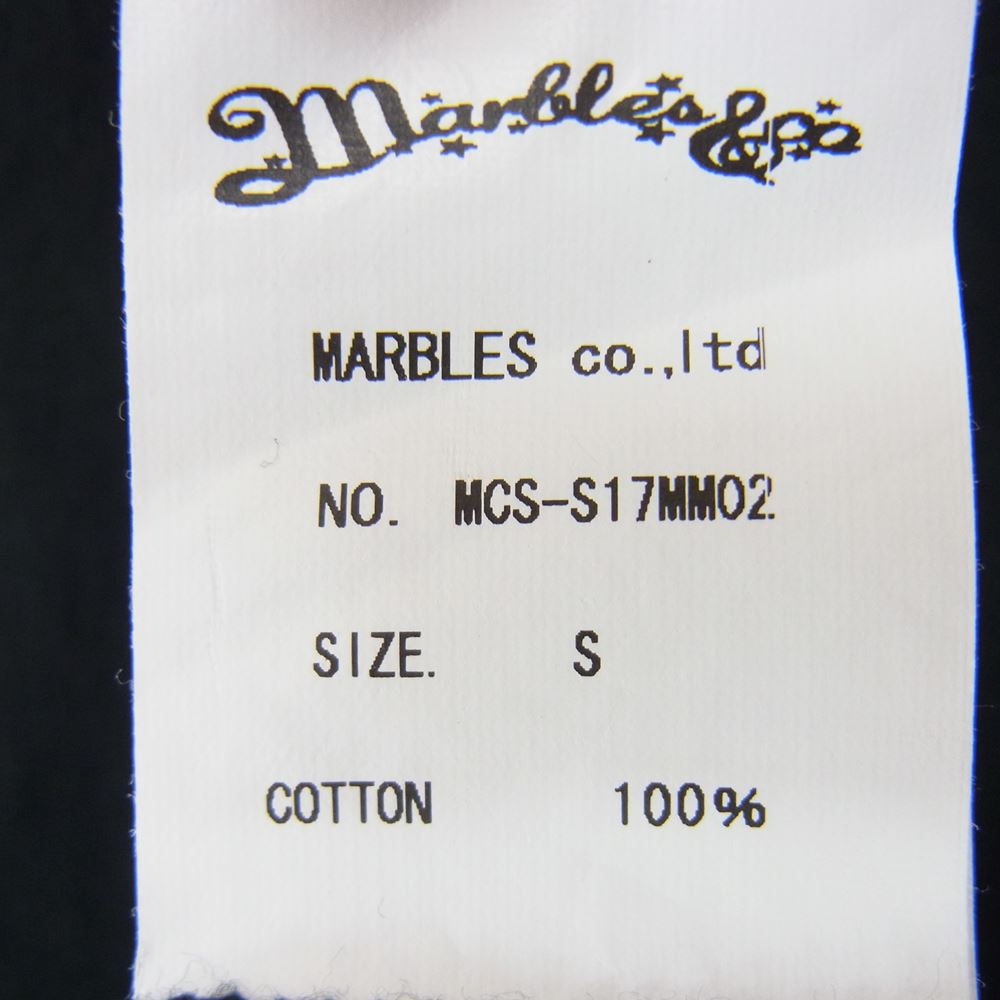 Marbles & Co
MARBLES co.,ltd
NO. MCS-S17MM02
SIZE. S
COTTON 100%